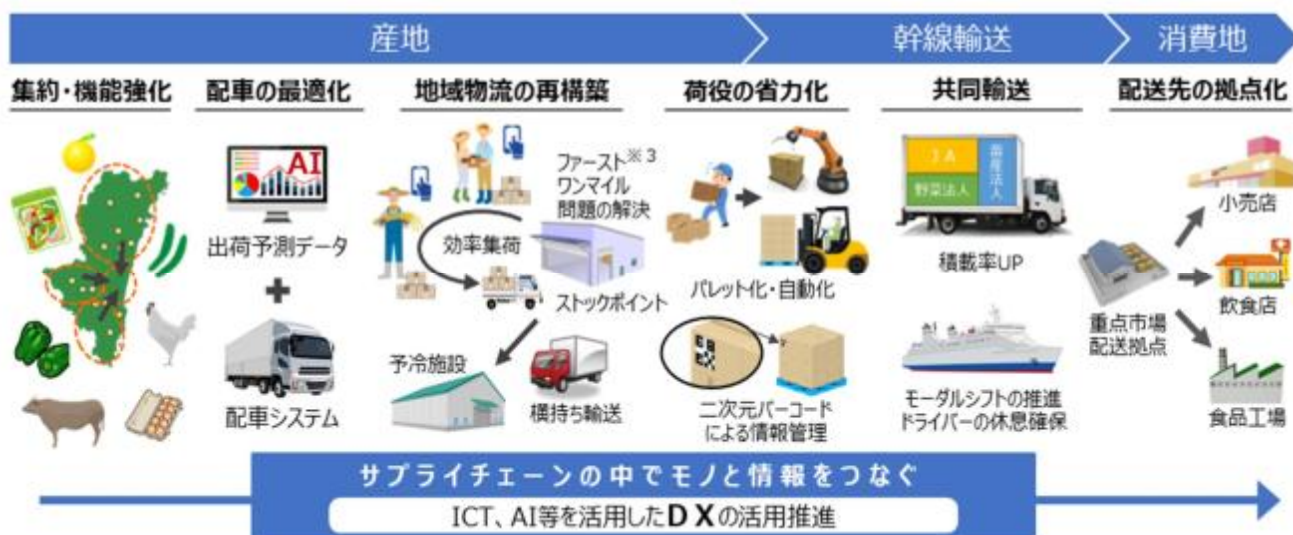 産地
幹線輸送
消費地
集約・機能強化
配車の最適化
地域物流の再構築
荷役の省力化
共同輸送
配送先の拠点化
AI
出荷予測データ
+
配車システム
ファースト※3
ワンマイル
問題の解決
効率集荷
ストックポイント
予冷施設
横持ち輸送
パレット化・自動化
二次元バーコード
による情報管理
JA
野菜法人
畜産法人
積載率UP
モーダルシフトの推進
ドライバーの休息確保
重点市場
配送拠点
小売店
飲食店
食品工場
サプライチェーンの中でモノと情報をつなぐ
ICT、AI等を活用したDXの活用推進